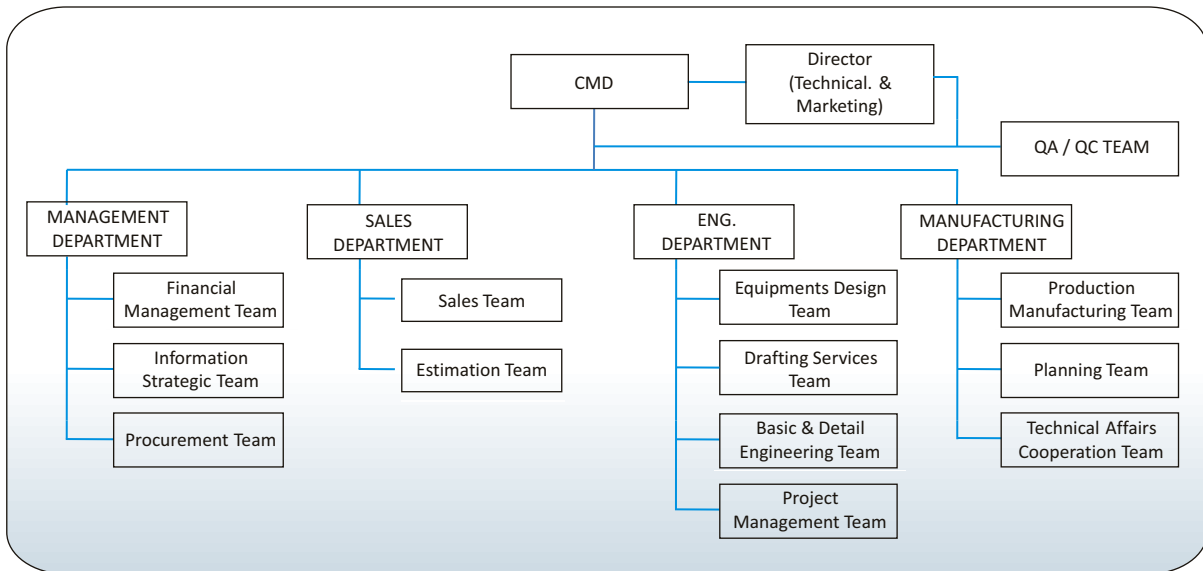 CMD
Director
(Technical. &
Marketing)
QA / QC TEAM
MANAGEMENT
DEPARTMENT
Financial
Management Team
Information
Strategic Team
Procurement Team
SALES
DEPARTMENT
Sales Team
Estimation Team
ENG.
DEPARTMENT
Equipments Design
Team
Drafting Services
Team
Basic & Detail
Engineering Team
Project
Management Team
MANUFACTURING
DEPARTMENT
Production
Manufacturing Team
Planning Team
Technical Affairs
Cooperation Team